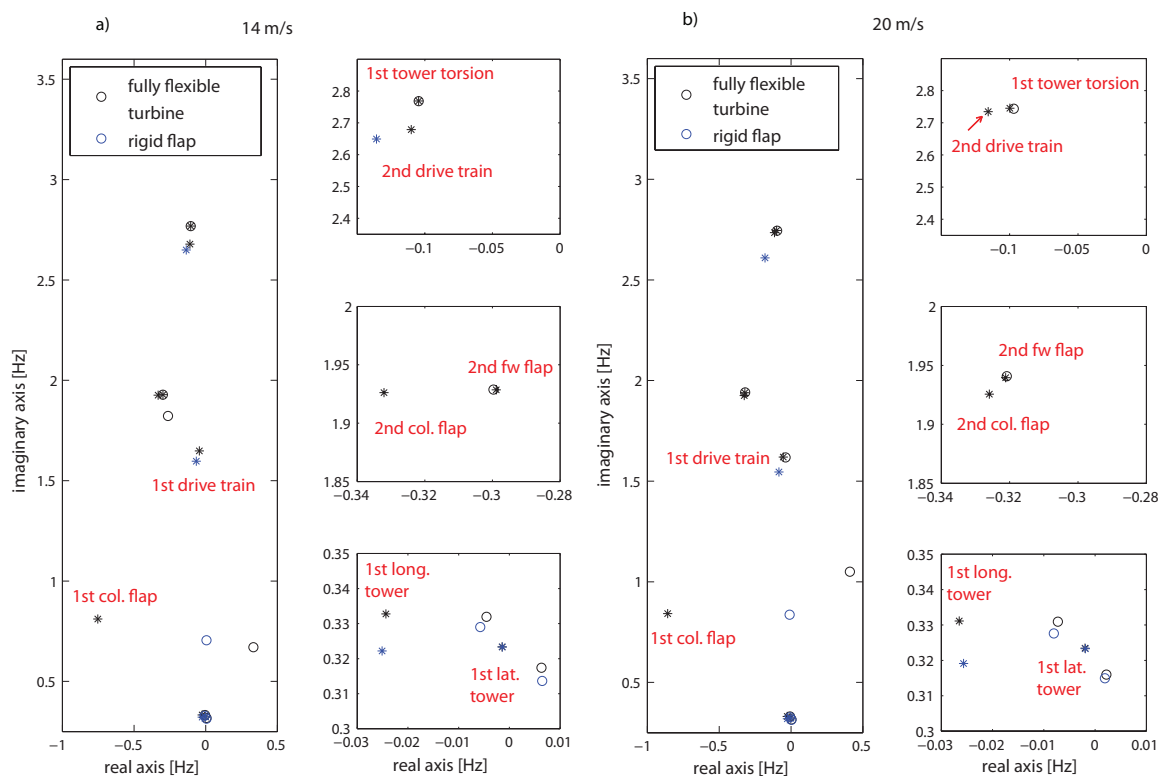 a)
14 m/s
3.5
3
2.5
2
1.5
1
0.5
−1
−0.5
0
0.5
1
imaginary axis [Hz]
real axis [Hz]
fully flexible
turbine
rigid flap
1st drive train
1st col. flap
2.9
2.8
2.7
2.6
2.5
2.4
−0.1
−0.05
0
1st tower torsion
2nd drive train
2
1.95
1.9
1.85
−0.34
−0.32
−0.3
−0.28
2nd fw flap
2nd col. flap
0.35
0.34
0.33
0.32
0.31
0.3
−0.03
−0.02
−0.01
0
0.01
1st long.
tower
1st lat.
tower
real axis [Hz]
b)
20 m/s
3.5
3
2.5
2
1.5
1
0.5
−1
−0.5
0
0.5
1
imaginary axis [Hz]
real axis [Hz]
fully flexible
turbine
rigid flap
1st drive train
1st col. flap
2.9
2.8
2.7
2.6
2.5
2.4
−0.1
−0.05
0
1st tower torsion
2nd drive train
2
1.95
1.9
1.85
−0.34
−0.32
−0.3
−0.28
2nd fw flap
2nd col. flap
0.35
0.34
0.33
0.32
0.31
0.3
−0.03
−0.02
−0.01
0
0.01
1st long.
tower
1st lat.
tower
real axis [Hz]